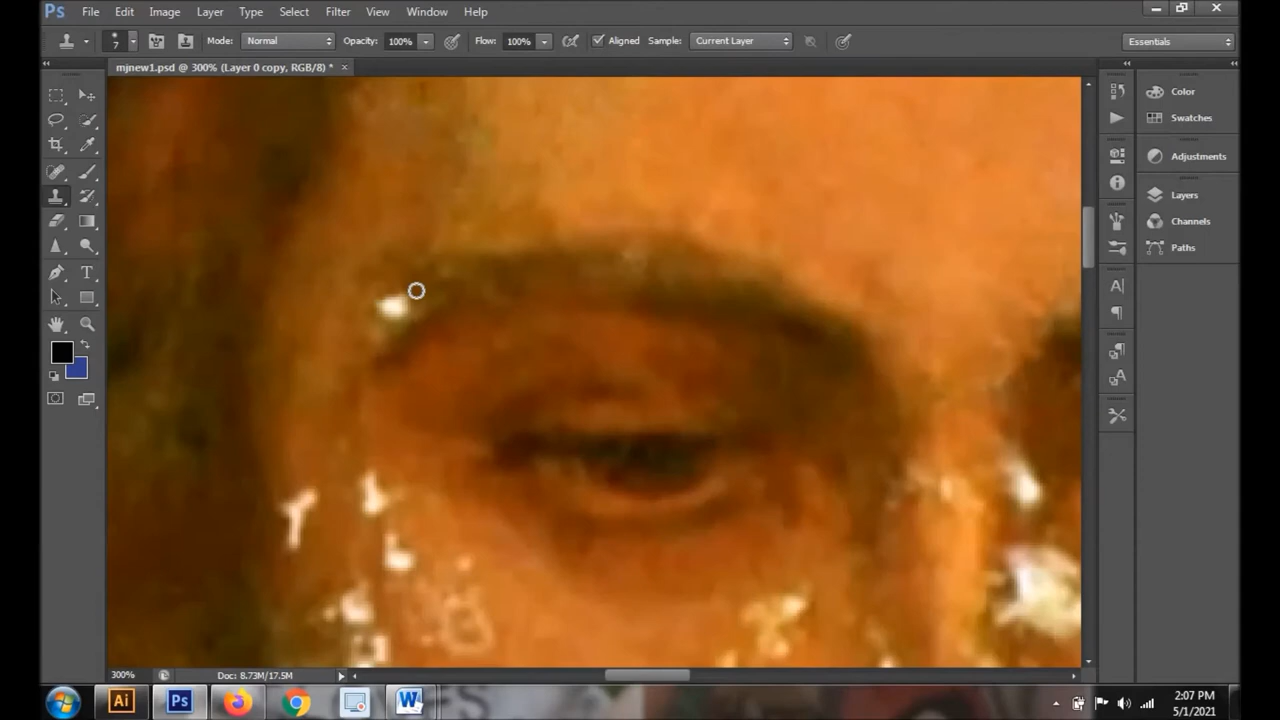 Ps File Edit Image Layer Type Select Filter View Window Help
7 Mode: Normal Opacity: 100% Flow: 100% Aligned Sample: Current Layer Essentials
mjnew1.psd @ 300% (Layer 0 copy, RGB/8) * ×
Color
Swatches
Adjustments
Layers
Channels
Paths
300% Doc: 8.73M/17.5M
Ai Ps W
2:07 PM
5/1/2021